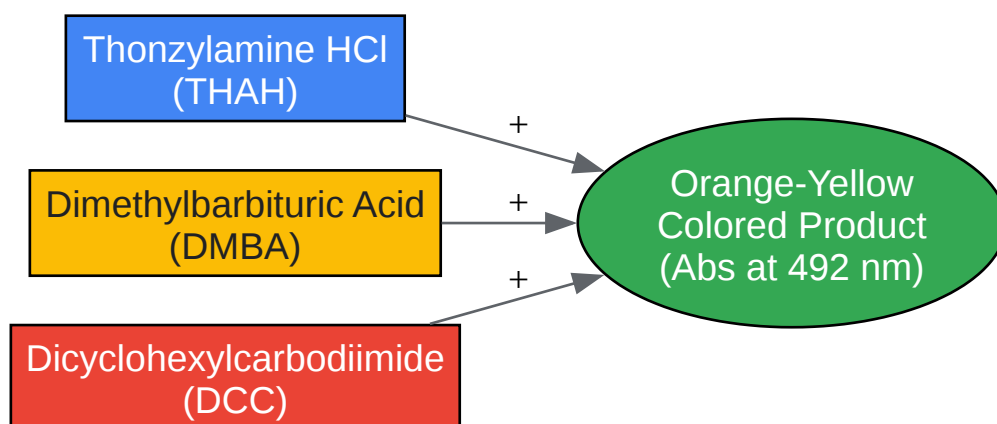 Thonzylamine HCl
(THAH)
+
Dimethylbarbituric Acid
(DMBA)
+
Dicyclohexylcarbodiimide
(DCC)
+
Orange-Yellow
Colored Product
(Abs at 492 nm)